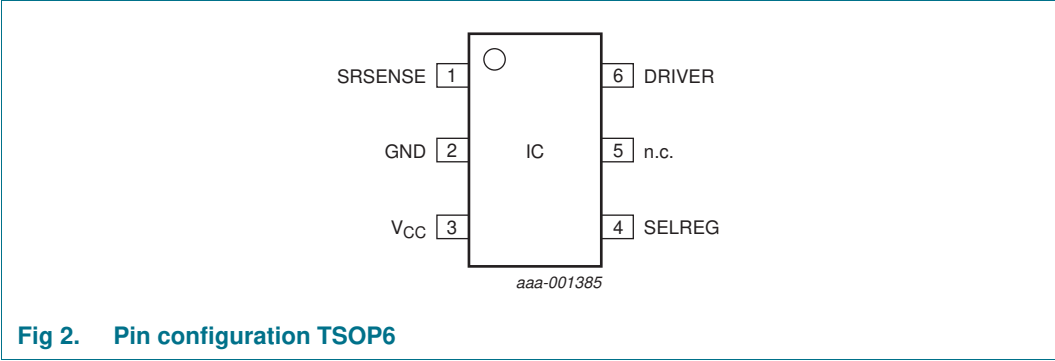 SRSENSE 1 6 DRIVER
GND 2 IC 5 n.c.
VCC 3 4 SELREG
aaa-001385
Fig 2. Pin configuration TSOP6